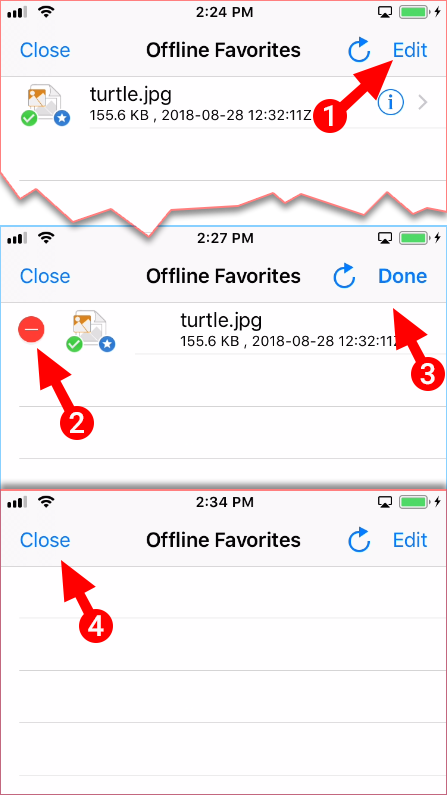 2:24 PM
Close Offline Favorites Edit
turtle.jpg
155.6 KB , 2018-08-28 12:32:11Z
1
2:27 PM
Close Offline Favorites Done
turtle.jpg
155.6 KB , 2018-08-28 12:32:11Z
3
2
2:34 PM
Close Offline Favorites Edit
4